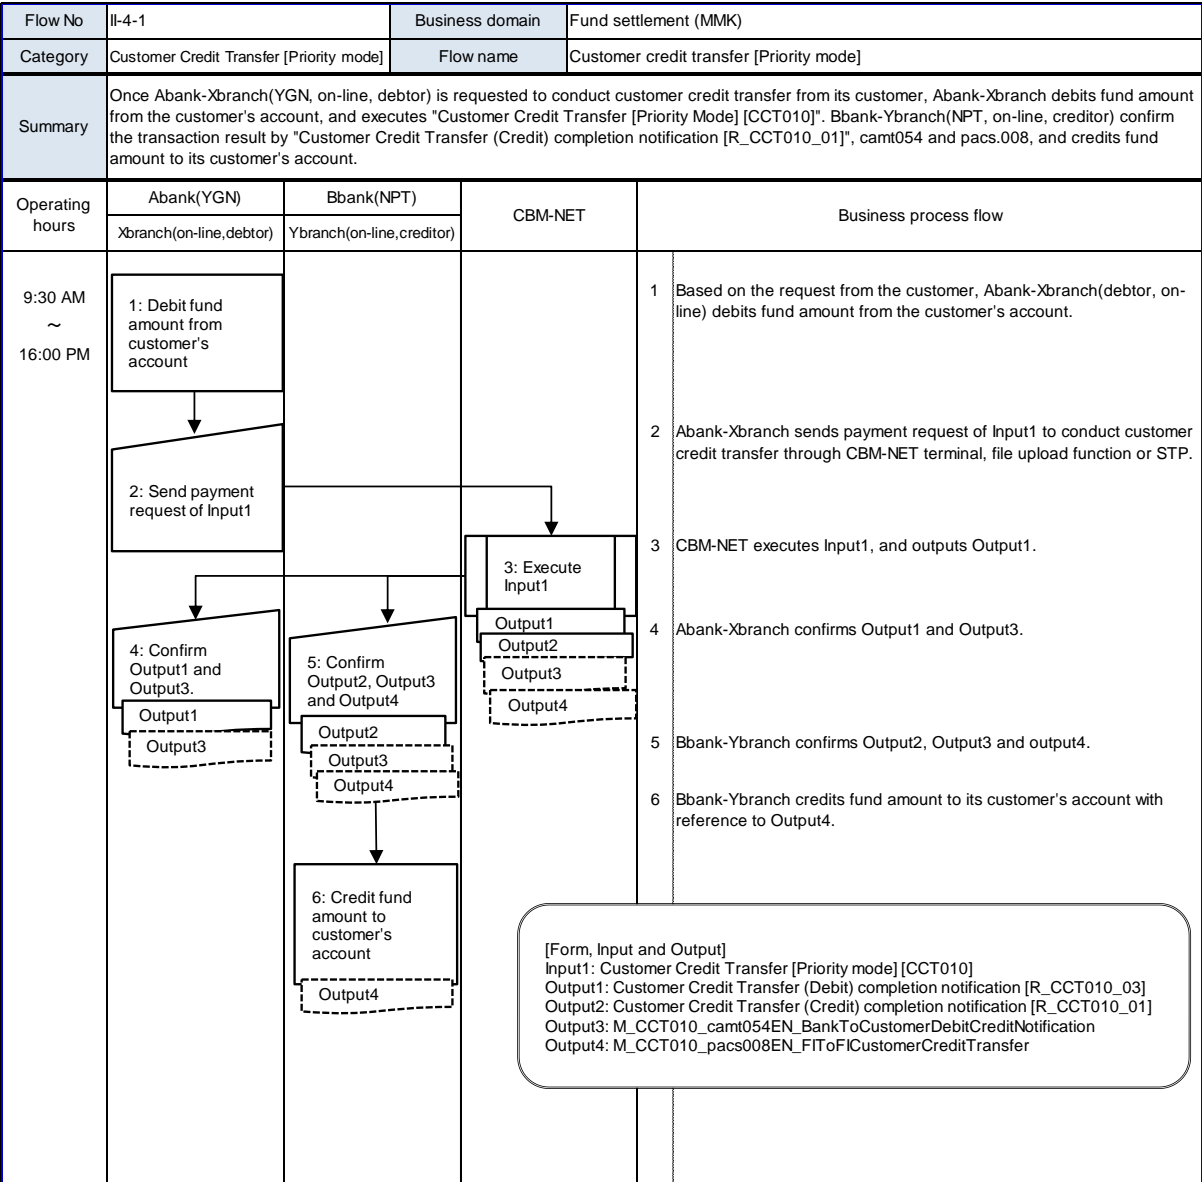 Flow No
II-4-1
Business domain
Fund settlement (MMK)
Category
Customer Credit Transfer [Priority mode]
Flow name
Customer credit transfer [Priority mode]
Summary
Once Abank-Xbranch(YGN, on-line, debtor) is requested to conduct customer credit transfer from its customer, Abank-Xbranch debits fund amount
from the customer's account, and executes "Customer Credit Transfer [Priority Mode] [CCT010]". Bbank-Ybranch(NPT, on-line, creditor) confirm
the transaction result by "Customer Credit Transfer (Credit) completion notification [R_CCT010_01]", camt054 and pacs.008, and credits fund
amount to its customer's account.
Operating
hours
Abank(YGN)
Xbranch(on-line,debtor)
Bbank(NPT)
Ybranch(on-line,creditor)
CBM-NET
Business process flow
9:30 AM
~
16:00 PM
1: Debit fund
amount from
customer's
account
2: Send payment
request of Input1
3: Execute
Input1
Output1
Output2
Output3
Output4
4: Confirm
Output1 and
Output3.
Output1
Output3
5: Confirm
Output2, Output3
and Output4
Output2
Output3
Output4
6: Credit fund
amount to
customer's
account
Output4
1 Based on the request from the customer, Abank-Xbranch(debtor, on-
line) debits fund amount from the customer's account.
2 Abank-Xbranch sends payment request of Input1 to conduct customer
credit transfer through CBM-NET terminal, file upload function or STP.
3 CBM-NET executes Input1, and outputs Output1.
4 Abank-Xbranch confirms Output1 and Output3.
5 Bbank-Ybranch confirms Output2, Output3 and output4.
6 Bbank-Ybranch credits fund amount to its customer's account with
reference to Output4.
[Form, Input and Output]
Input1: Customer Credit Transfer [Priority mode] [CCT010]
Output1: Customer Credit Transfer (Debit) completion notification [R_CCT010_03]
Output2: Customer Credit Transfer (Credit) completion notification [R_CCT010_01]
Output3: M_CCT010_camt054EN_BankToCustomerDebitCreditNotification
Output4: M_CCT010_pacs008EN_FIToFICustomerCreditTransfer